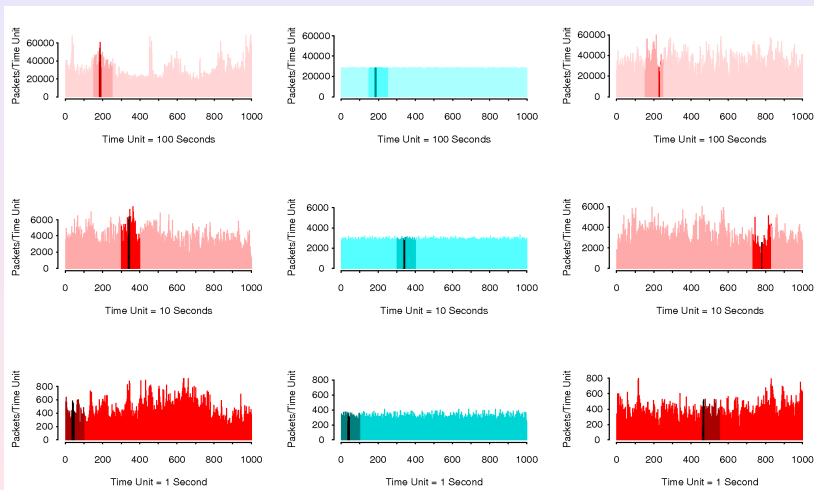 Packets/Time Unit
60000
40000
20000
0
0 200 400 600 800 1000
Time Unit = 100 Seconds
Packets/Time Unit
60000
40000
20000
0
0 200 400 600 800 1000
Time Unit = 100 Seconds
Packets/Time Unit
60000
40000
20000
0
0 200 400 600 800 1000
Time Unit = 100 Seconds
Packets/Time Unit
6000
4000
2000
0
0 200 400 600 800 1000
Time Unit = 10 Seconds
Packets/Time Unit
6000
4000
2000
0
0 200 400 600 800 1000
Time Unit = 10 Seconds
Packets/Time Unit
6000
4000
2000
0
0 200 400 600 800 1000
Time Unit = 10 Seconds
Packets/Time Unit
800
600
400
200
0
0 200 400 600 800 1000
Time Unit = 1 Second
Packets/Time Unit
800
600
400
200
0
0 200 400 600 800 1000
Time Unit = 1 Second
Packets/Time Unit
800
600
400
200
0
0 200 400 600 800 1000
Time Unit = 1 Second